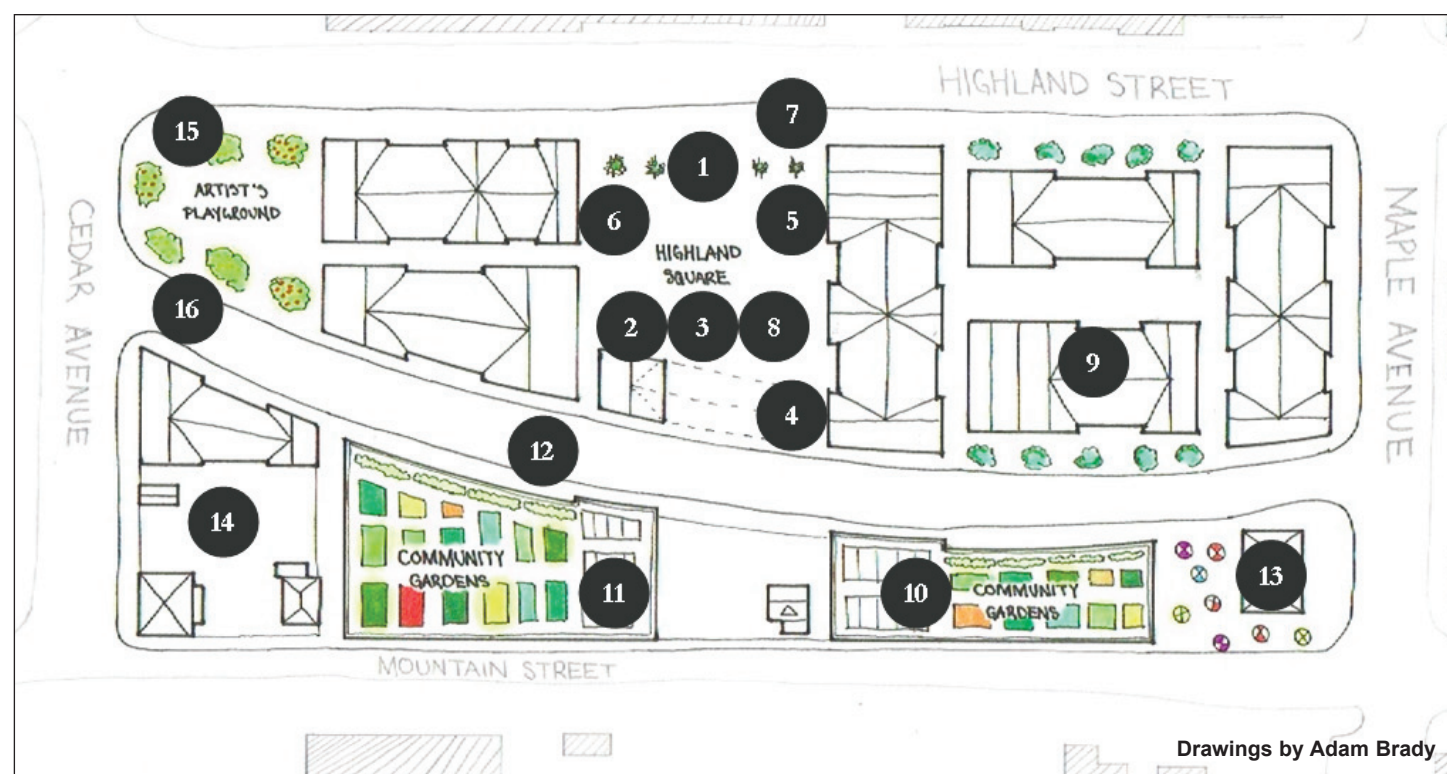 HIGHLAND STREET
7
15
1
ARTIST'S
PLAYGROUND
6
5
HIGHLAND
SQUARE
CEDAR AVENUE
MAPLE AVENUE
16
2
3
8
9
4
12
14
COMMUNITY
GARDENS
11
10
COMMUNITY
GARDENS
13
MOUNTAIN STREET
Drawings by Adam Brady